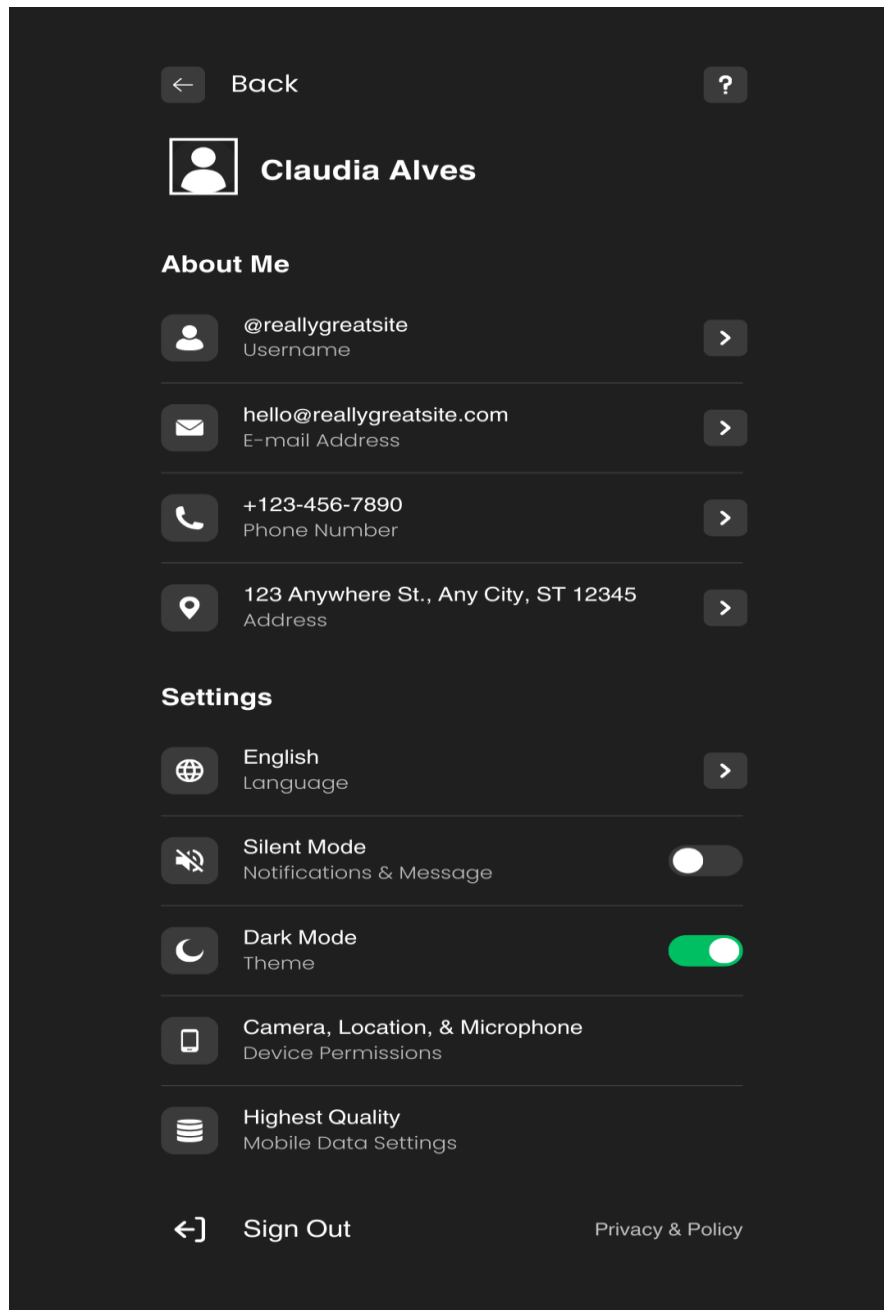 Back
?
Claudia Alves
About Me
@reallygreatsite
Username
hello@reallygreatsite.com
E-mail Address
+123-456-7890
Phone Number
123 Anywhere St., Any City, ST 12345
Address
Settings
English
Language
Silent Mode
Notifications & Message
Dark Mode
Theme
Camera, Location, & Microphone
Device Permissions
Highest Quality
Mobile Data Settings
Sign Out
Privacy & Policy